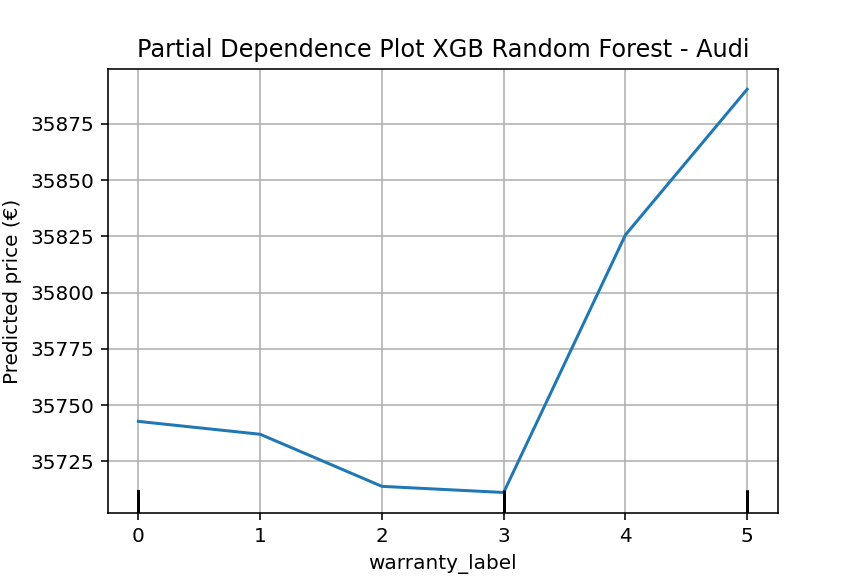 Partial Dependence Plot XGB Random Forest - Audi
Predicted price (€)
35875
35850
35825
35800
35775
35750
35725
0 1 2 3 4 5
warranty_label